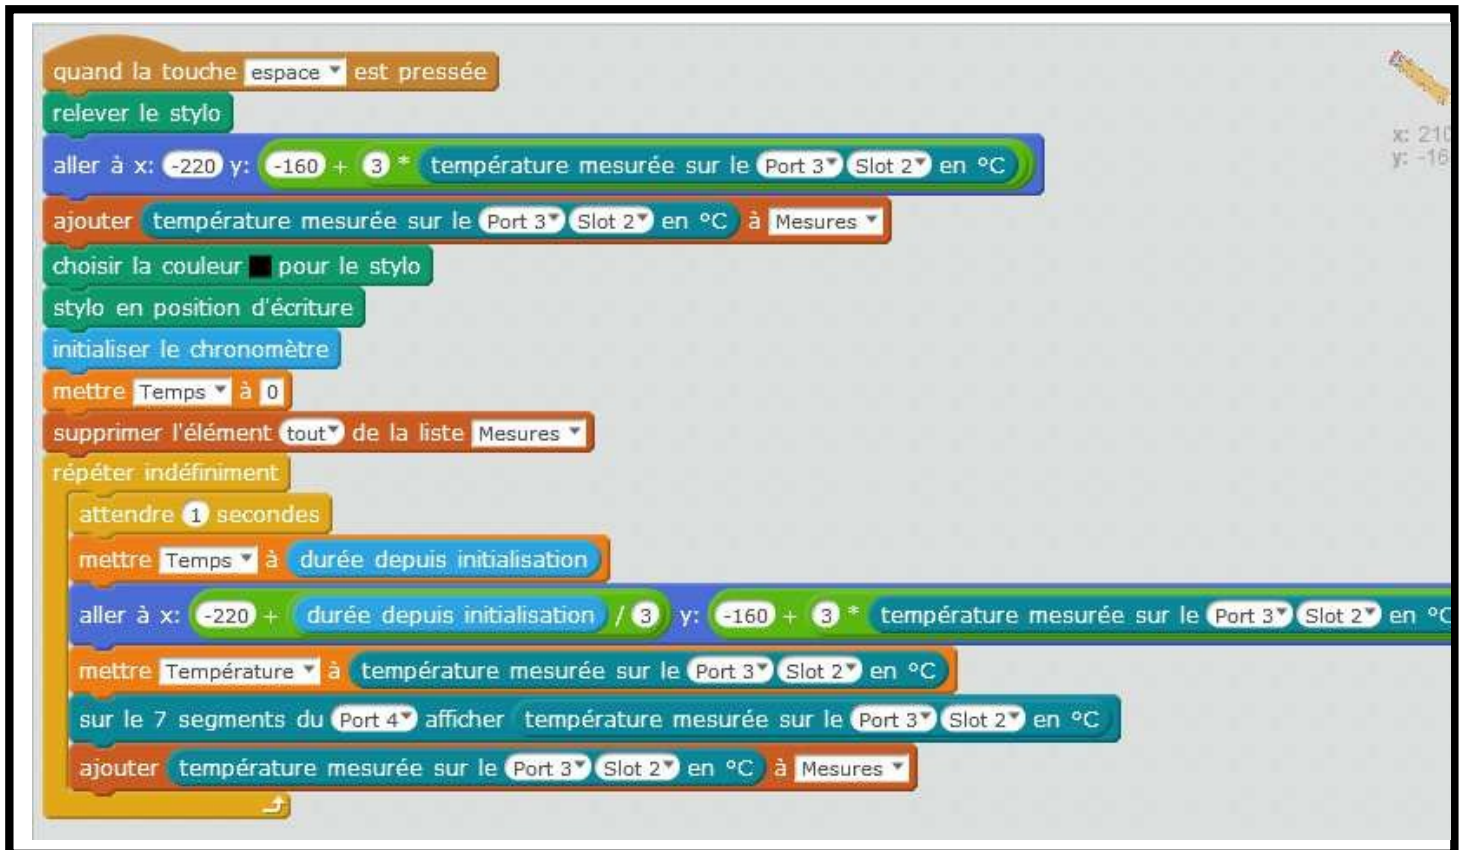 quand la touche espace est pressée
relever le stylo
x: 210
y: -16
aller à x: -220 y: -160 + 3 * température mesurée sur le Port 3 Slot 2 en °C
ajouter température mesurée sur le Port 3 Slot 2 en °C à Mesures
choisir la couleur pour le stylo
stylo en position d'écriture
initialiser le chronomètre
mettre Temps à 0
supprimer l'élément tout de la liste Mesures
répéter indéfiniment
attendre 1 secondes
mettre Temps à durée depuis initialisation
aller à x: -220 + durée depuis initialisation / 3 y: -160 + 3 * température mesurée sur le Port 3 Slot 2 en °C
mettre Température à température mesurée sur le Port 3 Slot 2 en °C
sur le 7 segments du Port 4 afficher température mesurée sur le Port 3 Slot 2 en °C
ajouter température mesurée sur le Port 3 Slot 2 en °C à Mesures